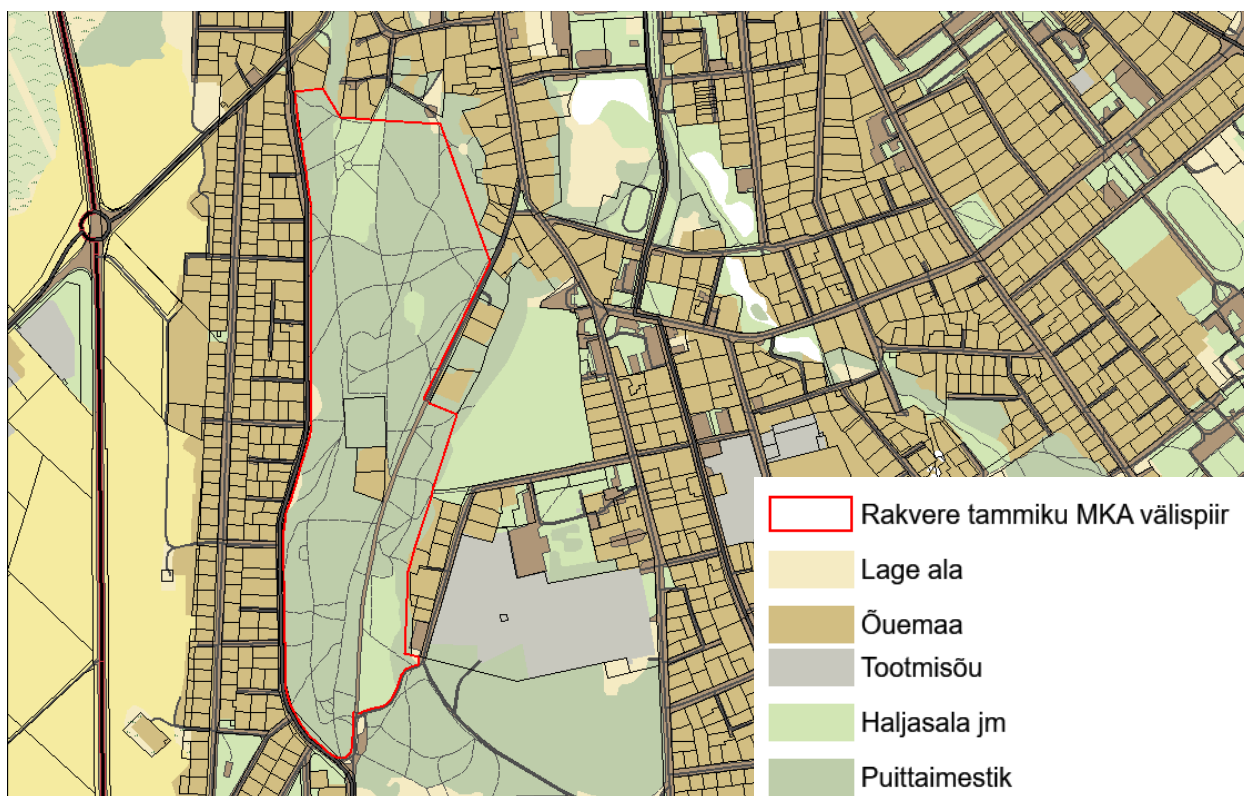 Rakvere tammiku MKA välispiir
Lage ala
Õuemaa
Tootmisõu
Haljasala jm
Puittaimestik